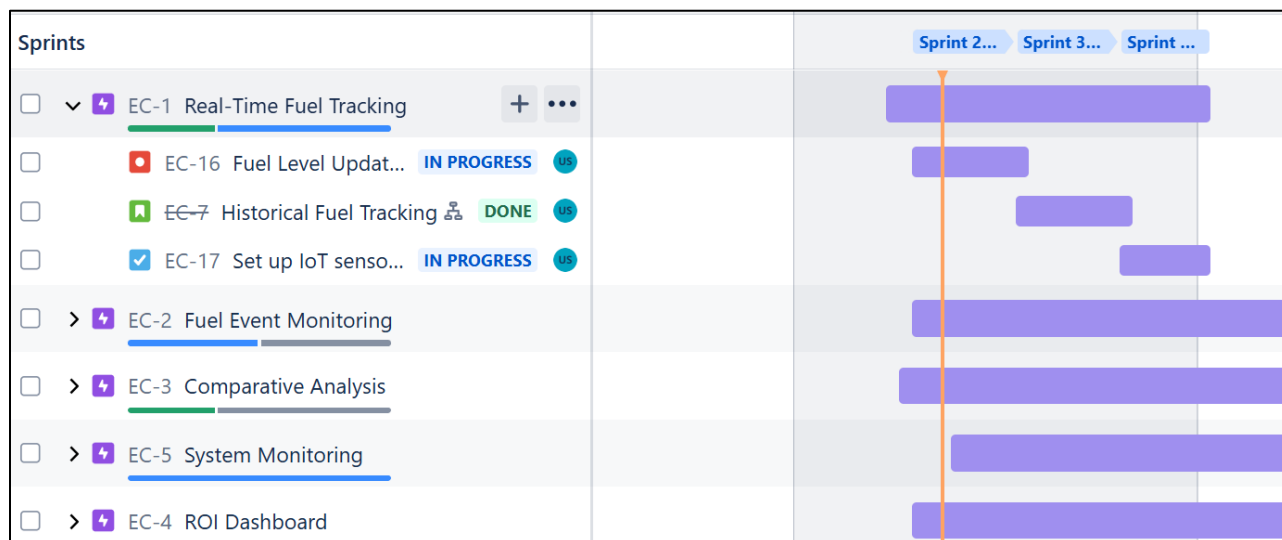 Sprints Sprint 2... Sprint 3... Sprint ...
EC-1 Real-Time Fuel Tracking
EC-16 Fuel Level Updat... IN PROGRESS US
EC-7 Historical Fuel Tracking DONE US
EC-17 Set up IoT senso... IN PROGRESS US
EC-2 Fuel Event Monitoring
EC-3 Comparative Analysis
EC-5 System Monitoring
EC-4 ROI Dashboard